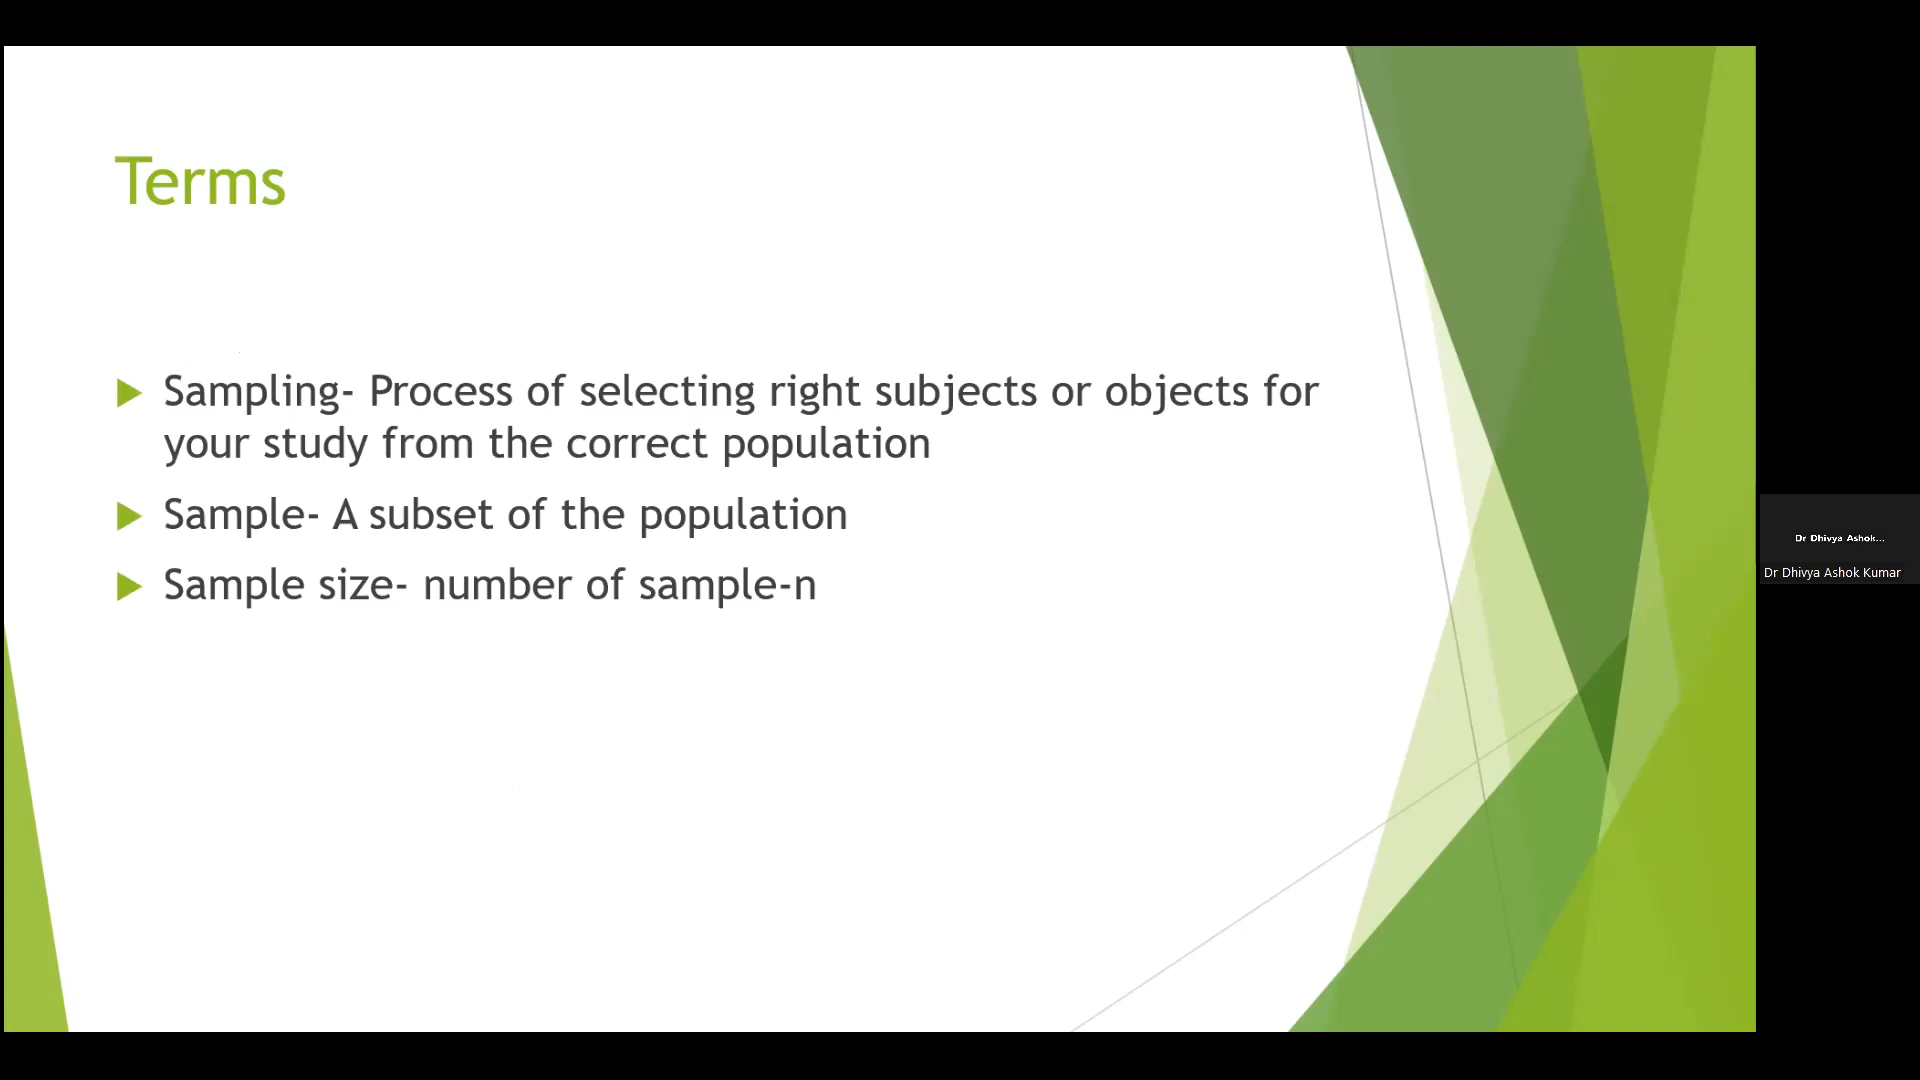 Terms
Sampling- Process of selecting right subjects or objects for
your study from the correct population
Sample- A subset of the population
Sample size- number of sample-n
Dr Dhivya Ashok...
Dr Dhivya Ashok Kumar